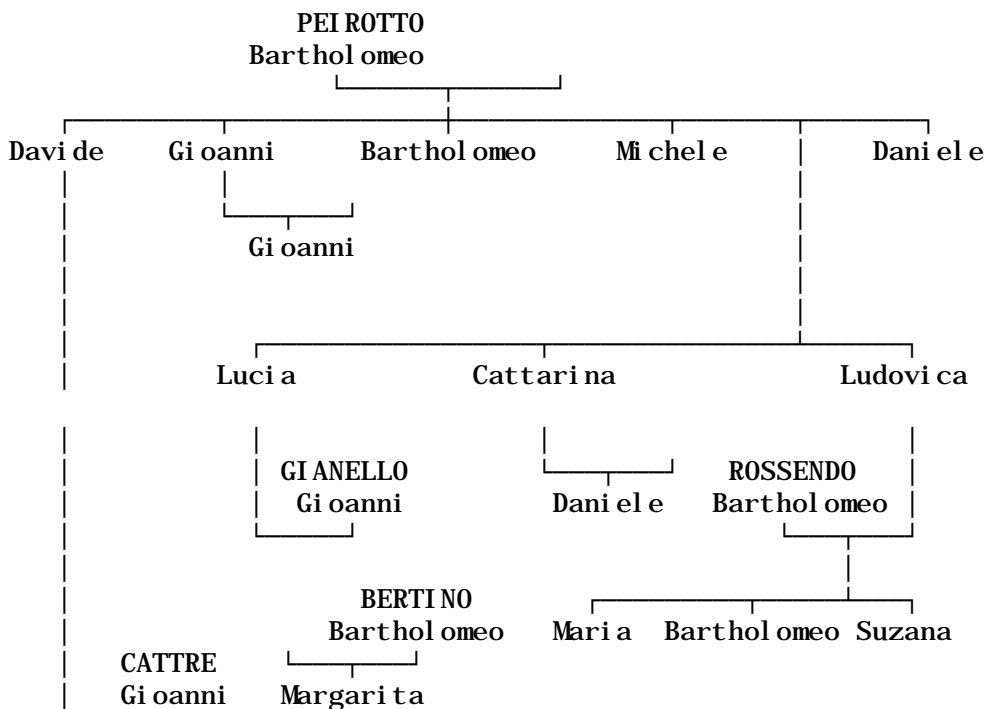 PEIROTTO
Bartholomeo
Davide Gioanni Bartholomeo Michele Daniele
Gioanni
Lucia Cattarina Ludovica
GIANELLO ROSSENDO
Gioanni Daniele Bartholomeo
BERTINO
Bartholomeo Maria Bartholomeo Suzana
CATTRE
Gioanni Margarita